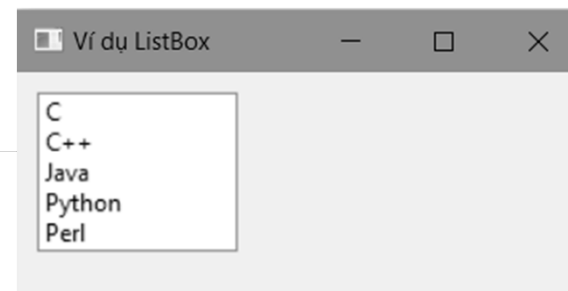 Ví dụ ListBox
C
C++
Java
Python
Perl